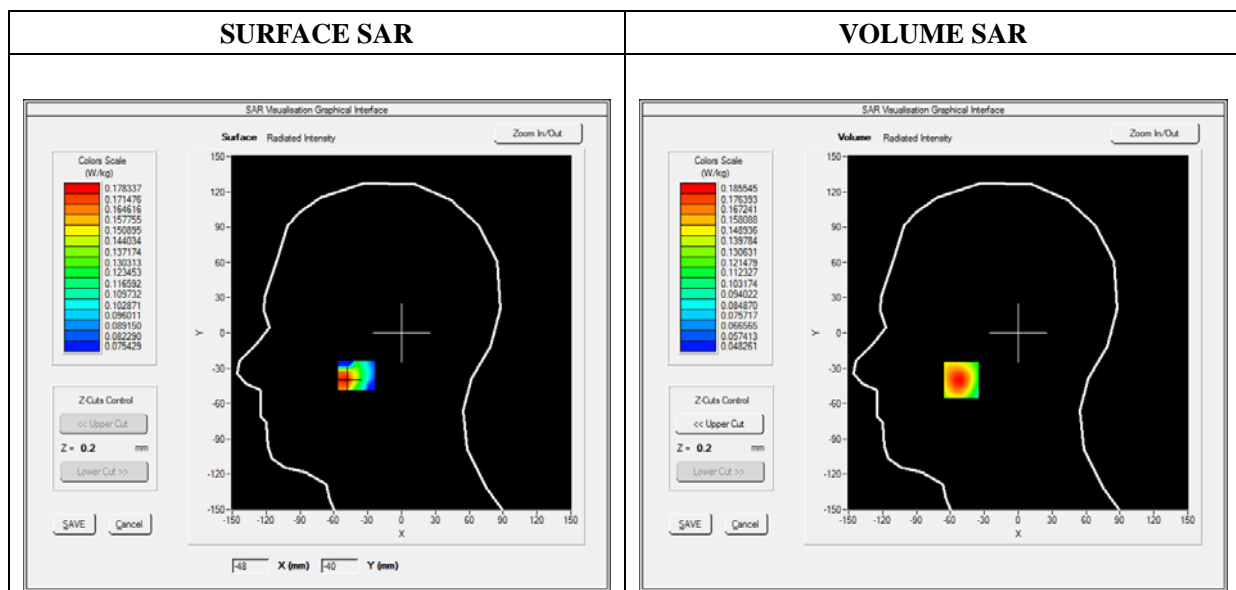 SURFACE SAR
VOLUME SAR
SAR Visualisation Graphical Interface
Surface Radiated Intensity
Zoom In/Out
Colors Scale
(W/kg)
0.178337
0.171476
0.164616
0.157755
0.150895
0.144034
0.137174
0.130313
0.123453
0.116592
0.109732
0.102871
0.096011
0.089150
0.082290
0.075429
Z-Cuts Control
<< Upper Cut
Z = 0.2 mm
Lower Cut >>
SAVE Cancel
150
120
90
60
30
0
-30
-60
-90
-120
-150
Y
-150 -120 -90 -60 -30 0 30 60 90 120 150
X
-48 X (mm) -40 Y (mm)
SAR Visualisation Graphical Interface
Volume Radiated Intensity
Zoom In/Out
Colors Scale
(W/kg)
0.185545
0.176393
0.167241
0.158088
0.148936
0.139784
0.130631
0.121479
0.112327
0.103174
0.094022
0.084870
0.075717
0.066565
0.057413
0.048261
Z-Cuts Control
<< Upper Cut
Z = 0.2 mm
Lower Cut >>
SAVE Cancel
150
120
90
60
30
0
-30
-60
-90
-120
-150
Y
-150 -120 -90 -60 -30 0 30 60 90 120 150
X